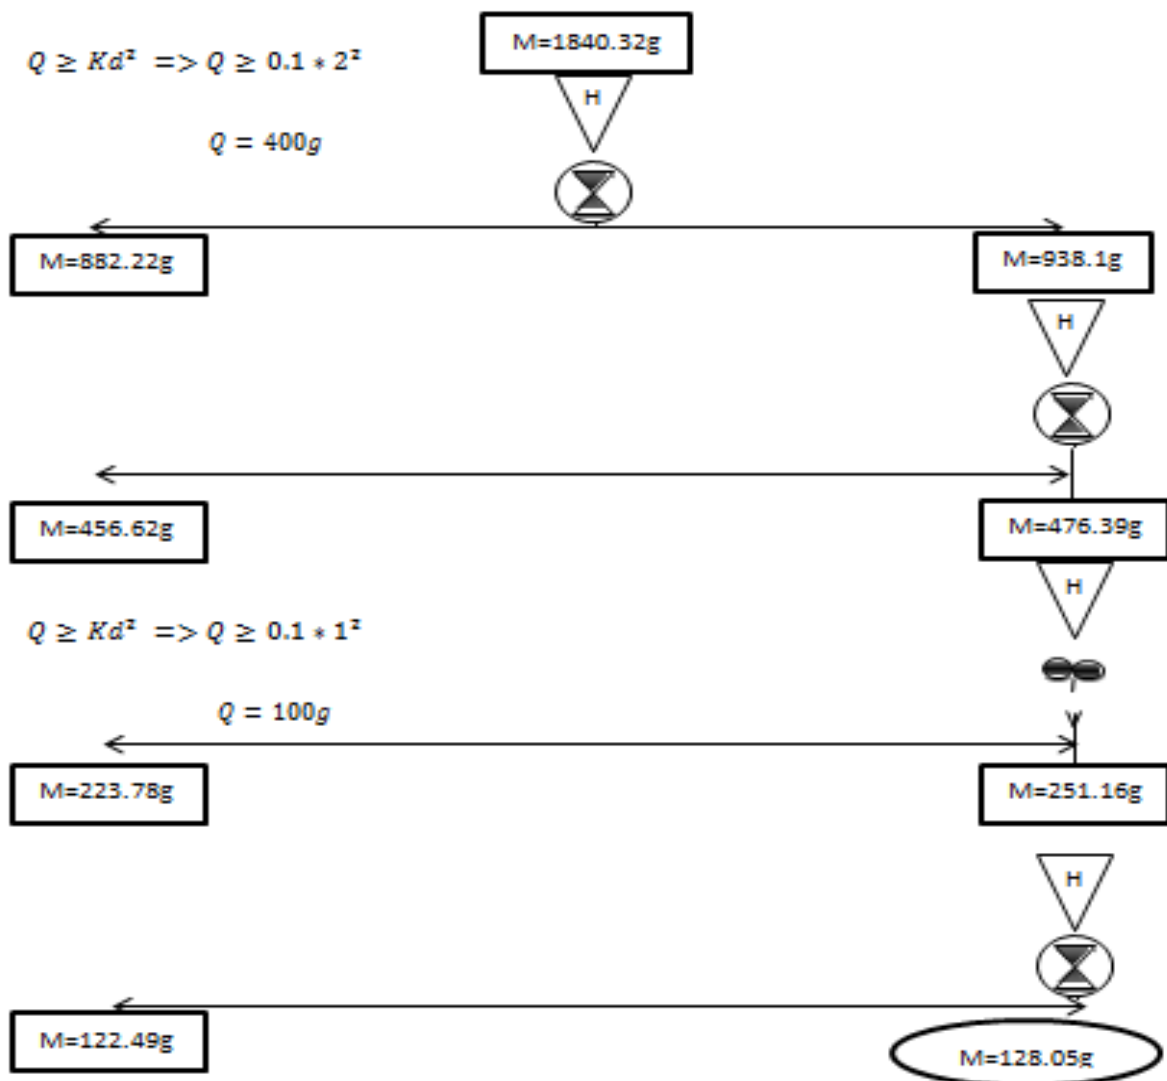 M=1840.32g
Q ≥ Kd² => Q ≥ 0.1 * 2²
H
Q = 400g
M=882.22g
M=938.1g
H
M=456.62g
M=476.39g
H
Q ≥ Kd² => Q ≥ 0.1 * 1²
Q = 100g
M=223.78g
M=251.16g
H
M=122.49g
M=128.05g